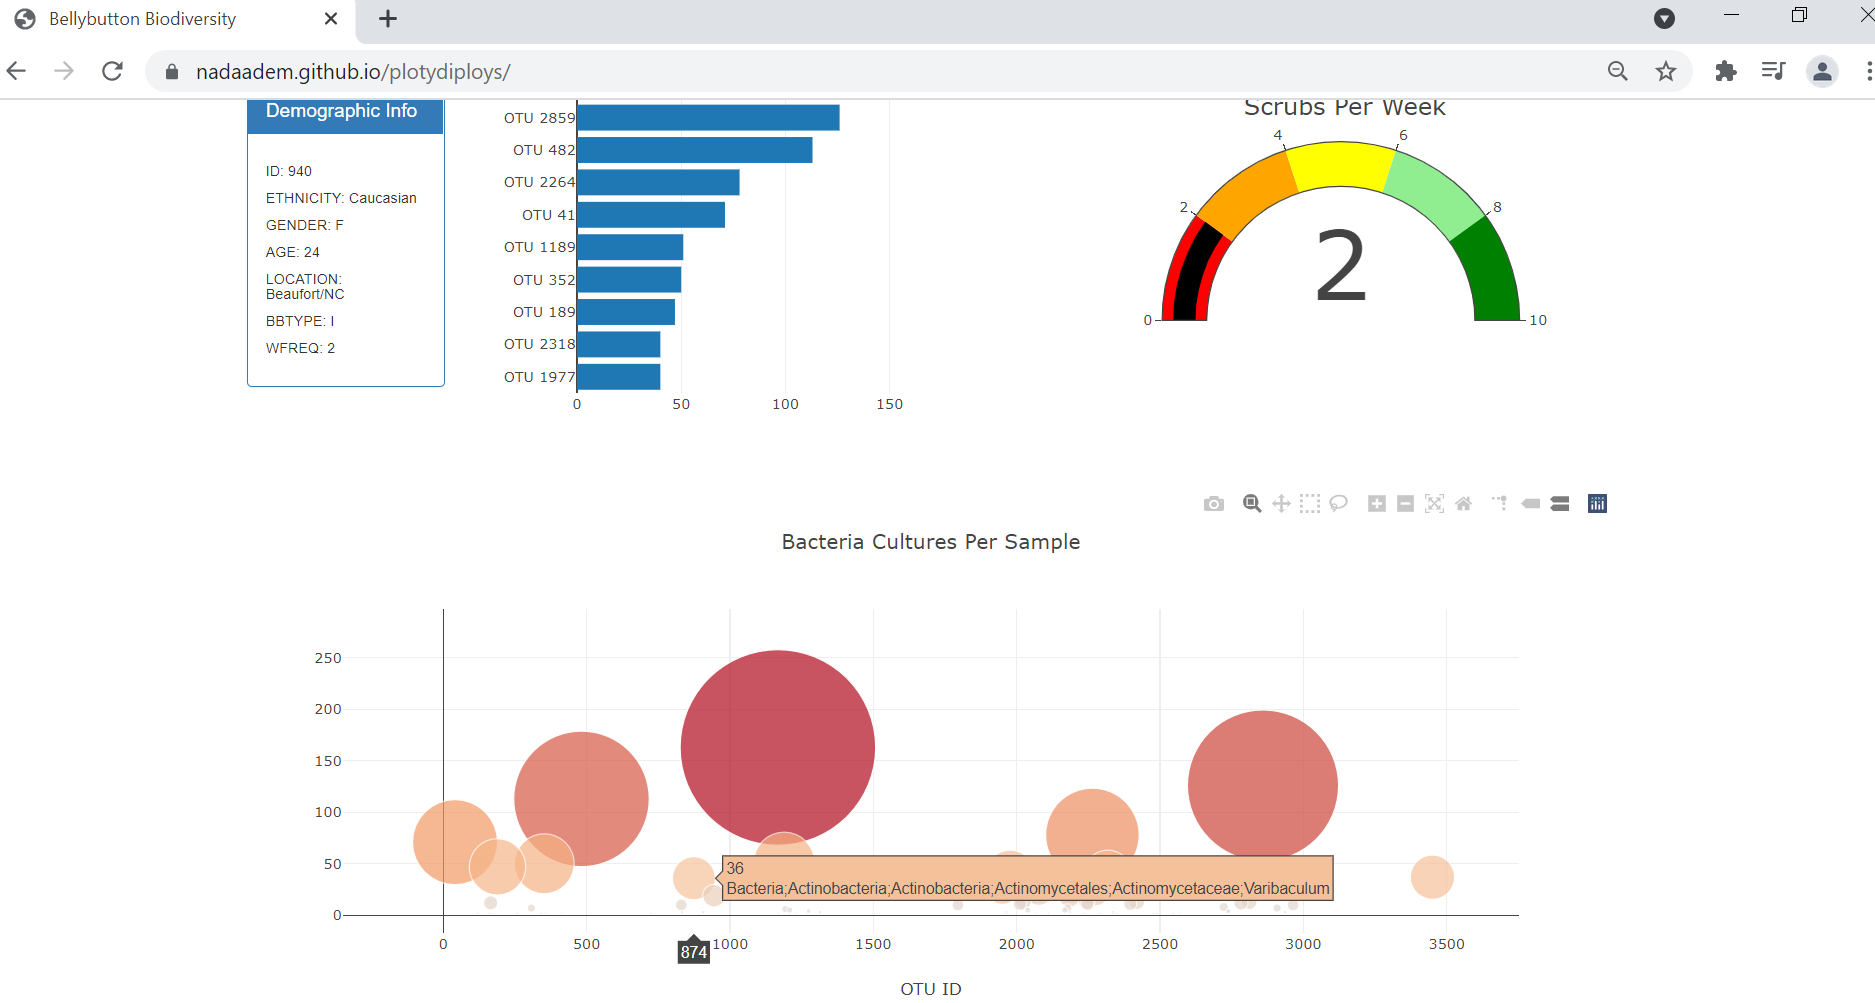 Bellybutton Biodiversity
nadaadem.github.io/plotydiploys/
Demographic Info
ID: 940
ETHNICITY: Caucasian
GENDER: F
AGE: 24
LOCATION:
Beaufort/NC
BBTYPE: I
WFREQ: 2
OTU 2859
OTU 482
OTU 2264
OTU 41
OTU 1189
OTU 352
OTU 189
OTU 2318
OTU 1977
0 50 100 150
Scrubs Per Week
0
2
4
6
8
10
2
Bacteria Cultures Per Sample
250
200
150
100
50
0
36
Bacteria;Actinobacteria;Actinobacteria;Actinomycetales;Actinomycetaceae;Varibaculum
0 500 1000 1500 2000 2500 3000 3500
874
OTU ID